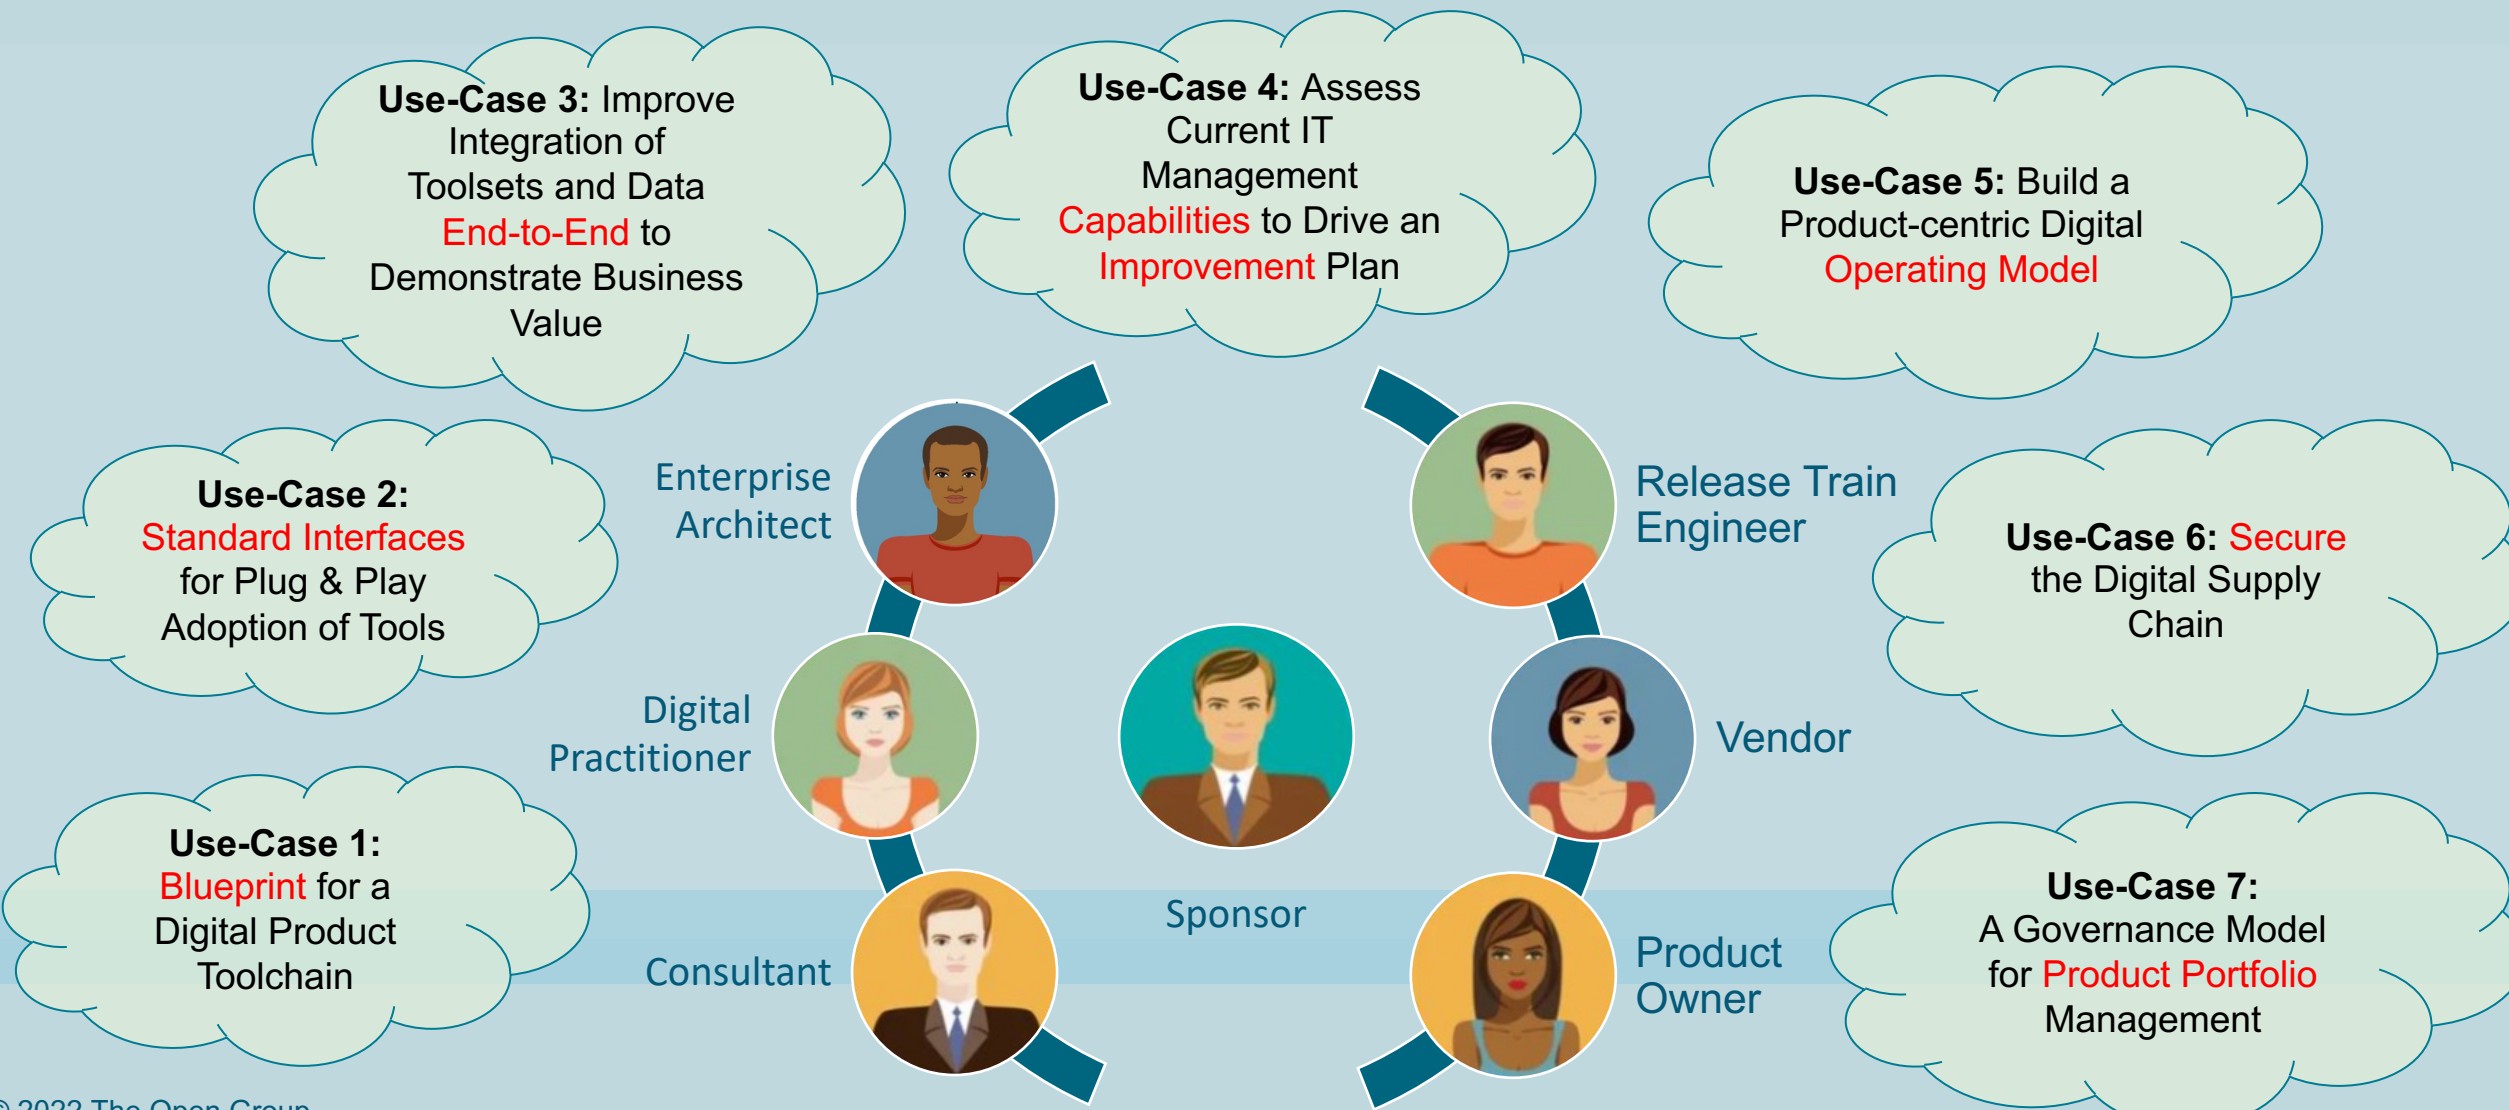 Use-Case 3: Improve
Integration of
Toolsets and Data
End-to-End to
Demonstrate Business
Value
Use-Case 4: Assess
Current IT
Management
Capabilities to Drive an
Improvement Plan
Use-Case 5: Build a
Product-centric Digital
Operating Model
Use-Case 2:
Standard Interfaces
for Plug & Play
Adoption of Tools
Enterprise
Architect
Release Train
Engineer
Use-Case 6: Secure
the Digital Supply
Chain
Digital
Practitioner
Vendor
Use-Case 1:
Blueprint for a
Digital Product
Toolchain
Consultant
Sponsor
Product
Owner
Use-Case 7:
A Governance Model
for Product Portfolio
Management
© 2022 The Open Group